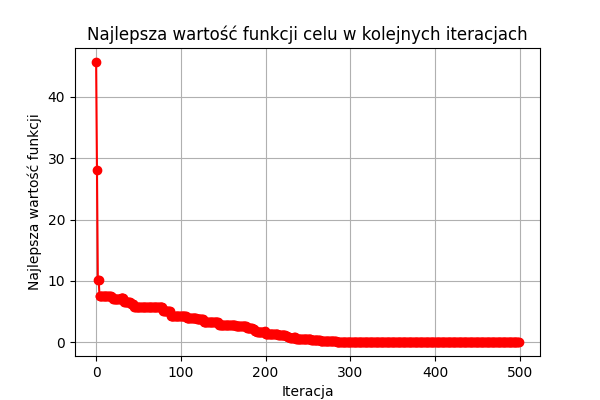 Najlepsza wartość funkcji celu w kolejnych iteracjach
Najlepsza wartość funkcji
40
30
20
10
0
0 100 200 300 400 500
Iteracja